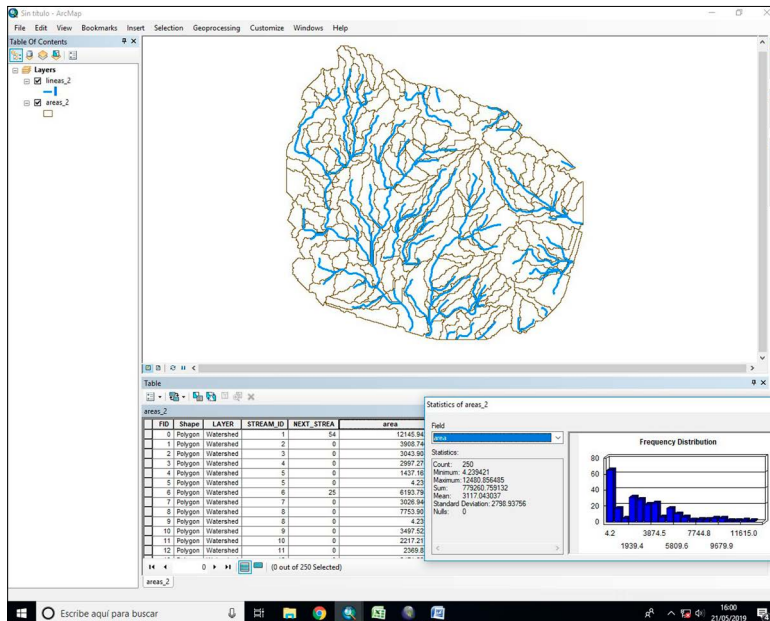 Sin título - ArcMap
File Edit View Bookmarks Insert Selection Geoprocessing Customize Windows Help
Table Of Contents
Layers
lineas_2
areas_2
Table
areas_2
FID Shape LAYER STREAM_ID NEXT_STREA area
0 Polygon Watershed 1 54 12145.94
1 Polygon Watershed 2 0 3908.74
2 Polygon Watershed 3 0 3043.90
3 Polygon Watershed 4 0 2997.27
4 Polygon Watershed 5 0 1437.16
5 Polygon Watershed 5 0 4.23
6 Polygon Watershed 6 25 6193.79
7 Polygon Watershed 7 0 3026.94
8 Polygon Watershed 8 0 7753.90
9 Polygon Watershed 8 0 4.23
10 Polygon Watershed 9 0 3497.52
11 Polygon Watershed 10 0 2217.21
12 Polygon Watershed 11 0 2369.8
0 (0 out of 250 Selected)
areas_2
Statistics of areas_2
Field
area
Statistics:
Count: 250
Minimum: 4.239421
Maximum: 12480.856485
Sum: 779260.759132
Mean: 3117.043037
Standard Deviation: 2798.93756
Nulls: 0
Frequency Distribution
80
60
40
20
0
4.2 3874.5 7744.8 11615.0
1939.4 5809.6 9679.9
Escribe aquí para buscar
16:00
21/05/2019